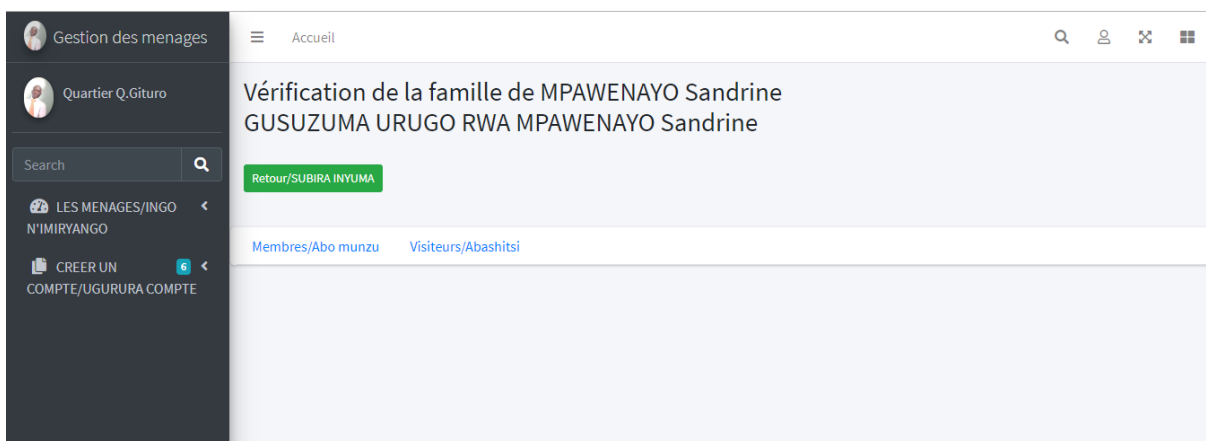 Gestion des menages
Accueil
Quartier Q.Gituro
Vérification de la famille de MPAWENAYO Sandrine
GUSUZUMA URUGO RWA MPAWENAYO Sandrine
Search
Retour/SUBIRA INYUMA
LES MENAGES/INGO
N'IMIRYANGO
Membres/Abo munzu Visiteurs/Abashitsi
CREER UN 6
COMPTE/UGURURA COMPTE